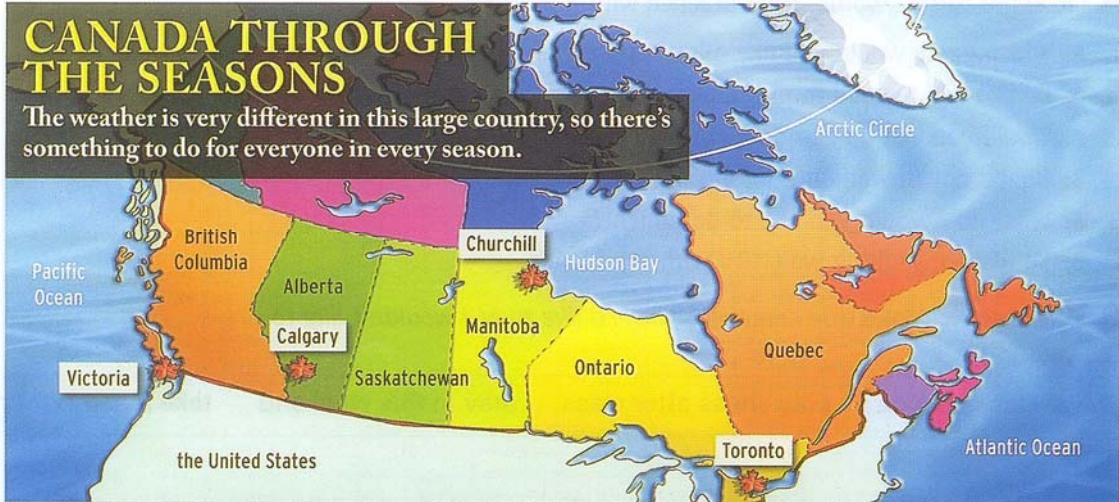 CANADA THROUGH
THE SEASONS
The weather is very different in this large country, so there's
something to do for everyone in every season.
Arctic Circle
British
Columbia
Churchill
Hudson Bay
Pacific
Ocean
Alberta
Calgary
Manitoba
Quebec
Victoria
Saskatchewan
Ontario
the United States
Toronto
Atlantic Ocean